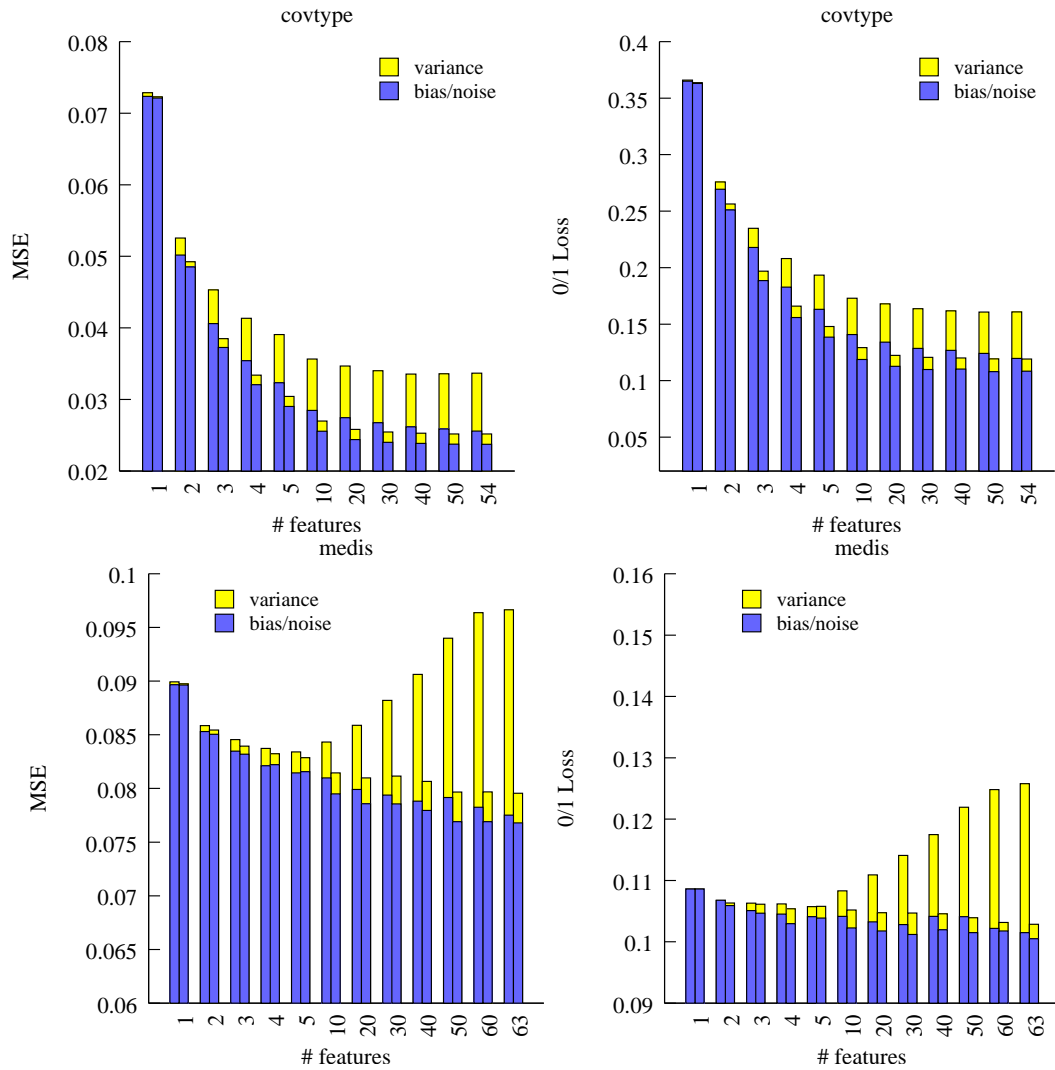 covtype
MSE
0.08
0.07
0.06
0.05
0.04
0.03
0.02
variance
bias/noise
1 2 3 4 5 10 20 30 40 50 54
# features
covtype
0/1 Loss
0.4
0.35
0.3
0.25
0.2
0.15
0.1
0.05
variance
bias/noise
1 2 3 4 5 10 20 30 40 50 54
# features
medis
MSE
0.1
0.095
0.09
0.085
0.08
0.075
0.07
0.065
0.06
variance
bias/noise
1 2 3 4 5 10 20 30 40 50 60 63
# features
medis
0/1 Loss
0.16
0.15
0.14
0.13
0.12
0.11
0.1
0.09
variance
bias/noise
1 2 3 4 5 10 20 30 40 50 60 63
# features